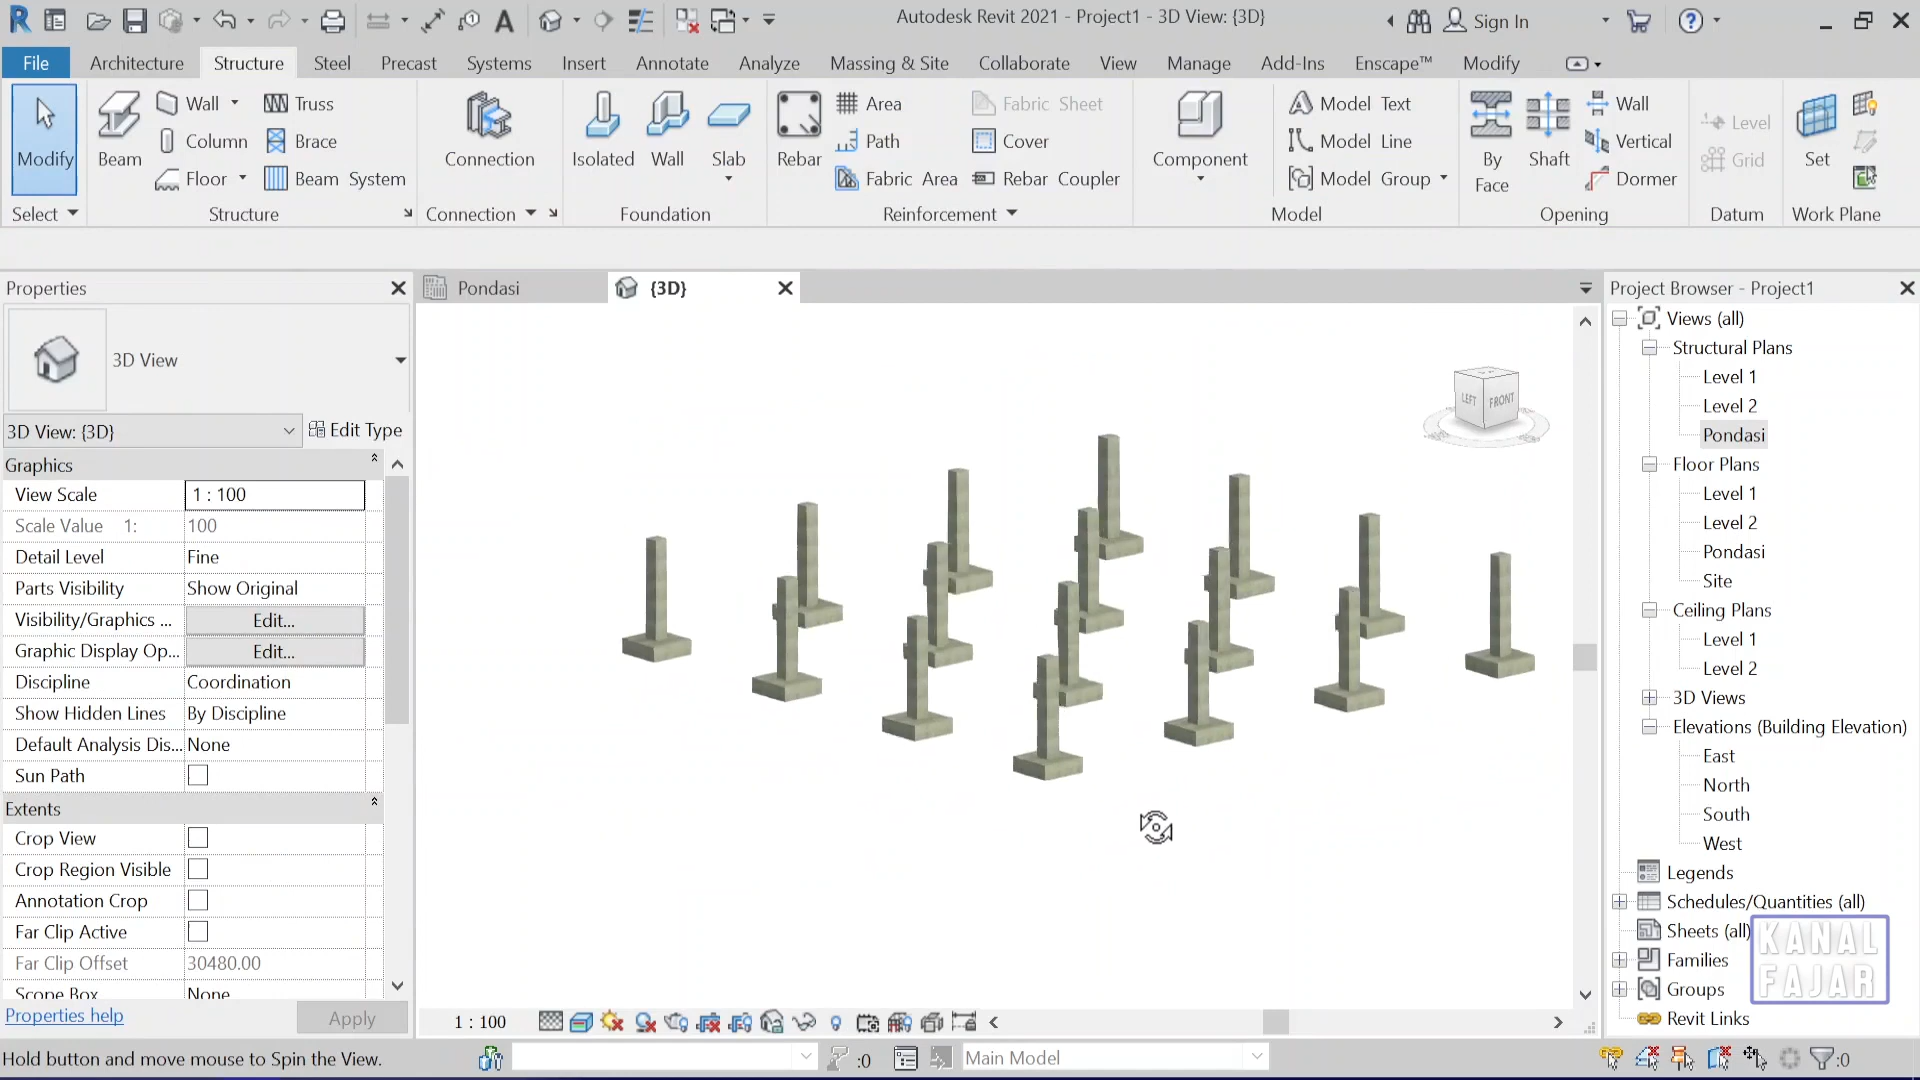 Autodesk Revit 2021 - Project1 - 3D View: {3D}
Sign In
File Architecture Structure Steel Precast Systems Insert Annotate Analyze Massing & Site Collaborate View Manage Add-Ins Enscape™ Modify
Modify
Beam
Wall
Column
Floor
Truss
Brace
Beam System
Connection
Isolated
Wall
Slab
Rebar
Area
Path
Fabric Area
Fabric Sheet
Cover
Rebar Coupler
Component
Model Text
Model Line
Model Group
By
Face
Shaft
Wall
Vertical
Dormer
Level
Grid
Set
Select Structure Connection Foundation Reinforcement Model Opening Datum Work Plane
Properties
3D View
3D View: {3D} Edit Type
Graphics
View Scale 1 : 100
Scale Value 1: 100
Detail Level Fine
Parts Visibility Show Original
Visibility/Graphics ... Edit...
Graphic Display Op... Edit...
Discipline Coordination
Show Hidden Lines By Discipline
Default Analysis Dis... None
Sun Path
Extents
Crop View
Crop Region Visible
Annotation Crop
Far Clip Active
Far Clip Offset 30480.00
Scope Box None
Properties help Apply
Pondasi {3D}
LEFT FRONT
Project Browser - Project1
Views (all)
Structural Plans
Level 1
Level 2
Pondasi
Floor Plans
Level 1
Level 2
Pondasi
Site
Ceiling Plans
Level 1
Level 2
3D Views
Elevations (Building Elevation)
East
North
South
West
Legends
Schedules/Quantities (all)
Sheets (all)
Families
Groups
Revit Links
KANAL
FAJAR
1 : 100
Hold button and move mouse to Spin the View. :0 Main Model :0